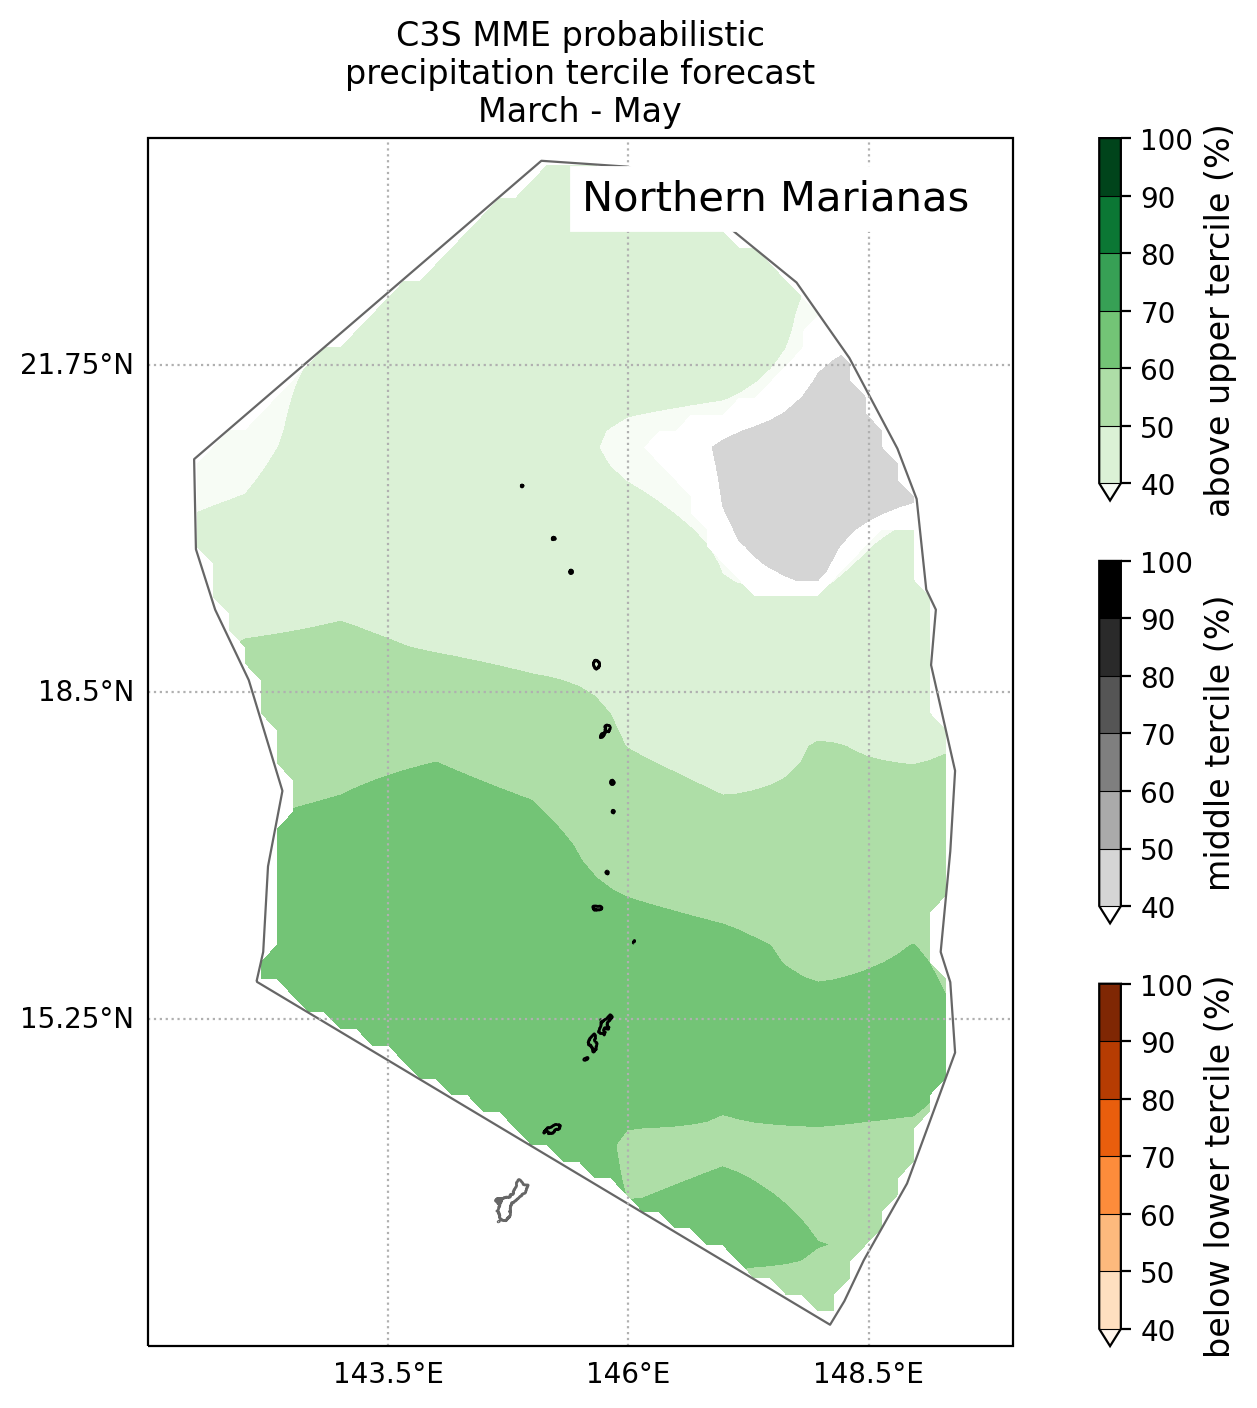 C3S MME probabilistic
precipitation tercile forecast
March - May
Northern Marianas
21.75°N
18.5°N
15.25°N
143.5°E
146°E
148.5°E
100
90
80
70
60
50
40
above upper tercile (%)
100
90
80
70
60
50
40
middle tercile (%)
100
90
80
70
60
50
40
below lower tercile (%)